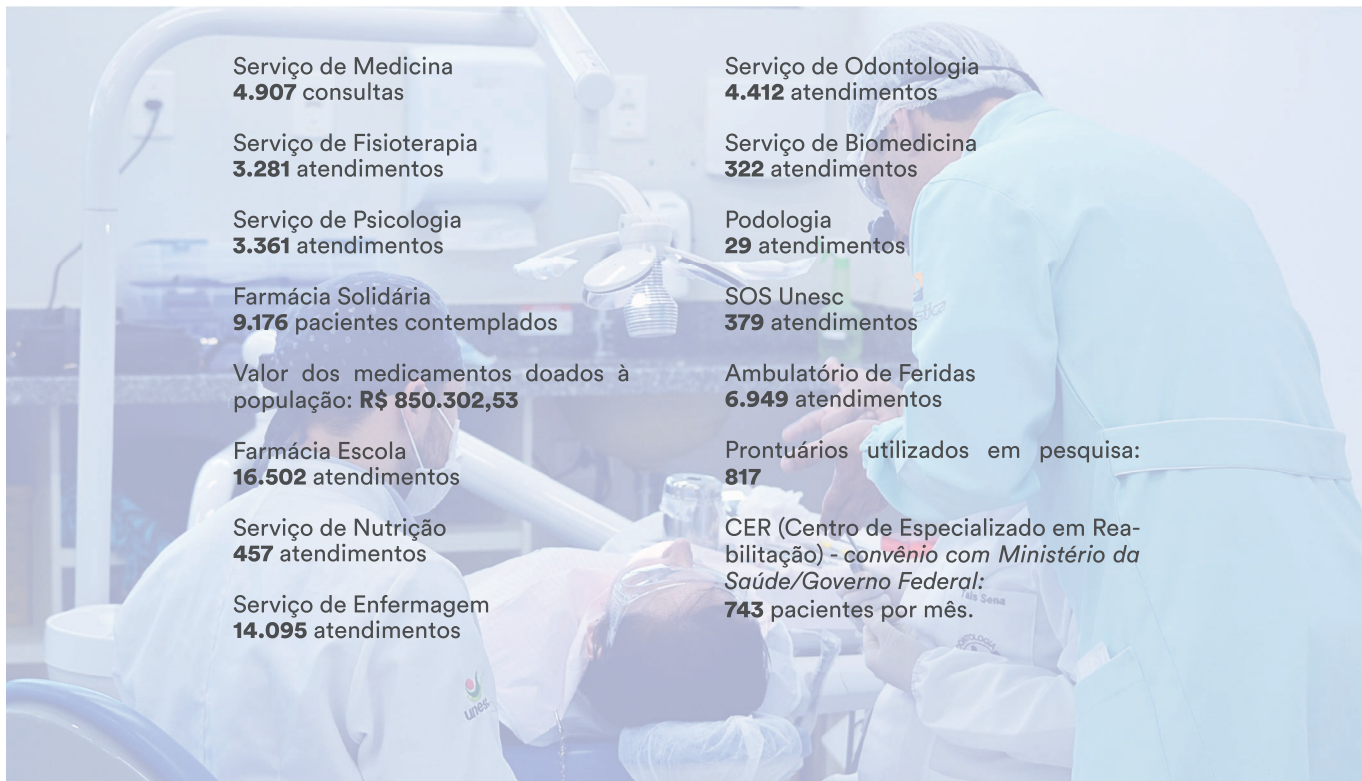 Serviço de Medicina
4.907 consultas
Serviço de Fisioterapia
3.281 atendimentos
Serviço de Psicologia
3.361 atendimentos
Farmácia Solidária
9.176 pacientes contemplados
Valor dos medicamentos doados à
população: R$ 850.302,53
Farmácia Escola
16.502 atendimentos
Serviço de Nutrição
457 atendimentos
Serviço de Enfermagem
14.095 atendimentos
Serviço de Odontologia
4.412 atendimentos
Serviço de Biomedicina
322 atendimentos
Podologia
29 atendimentos
SOS Unesc
379 atendimentos
Ambulatório de Feridas
6.949 atendimentos
Prontuários utilizados em pesquisa:
817
CER (Centro de Especializado em Rea-
bilitação) - convênio com Ministério da
Saúde/Governo Federal:
743 pacientes por mês.
Taís Sena
unesc